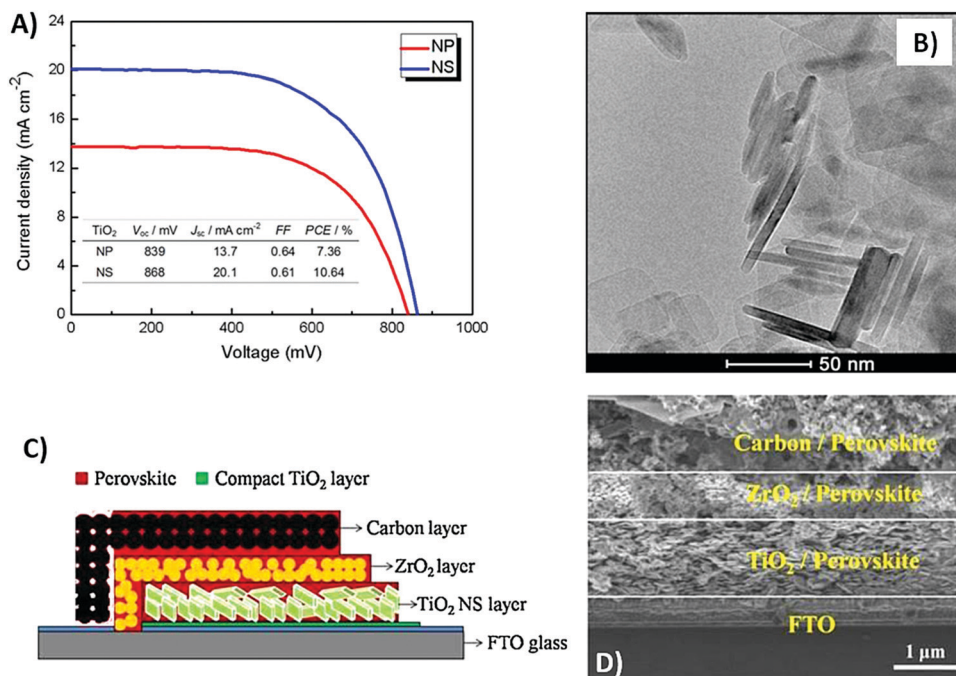 A)
Current density (mA cm⁻²)
24
20
16
12
8
4
0
0 200 400 600 800 1000
Voltage (mV)
NP
NS
TiO₂ Voc / mV Jsc / mA cm⁻² FF PCE / %
NP 839 13.7 0.64 7.36
NS 868 20.1 0.61 10.64
B)
50 nm
C)
Perovskite Compact TiO₂ layer
Carbon layer
ZrO₂ layer
TiO₂ NS layer
FTO glass
Carbon / Perovskite
ZrO₂ / Perovskite
TiO₂ / Perovskite
FTO
D)
1 µm